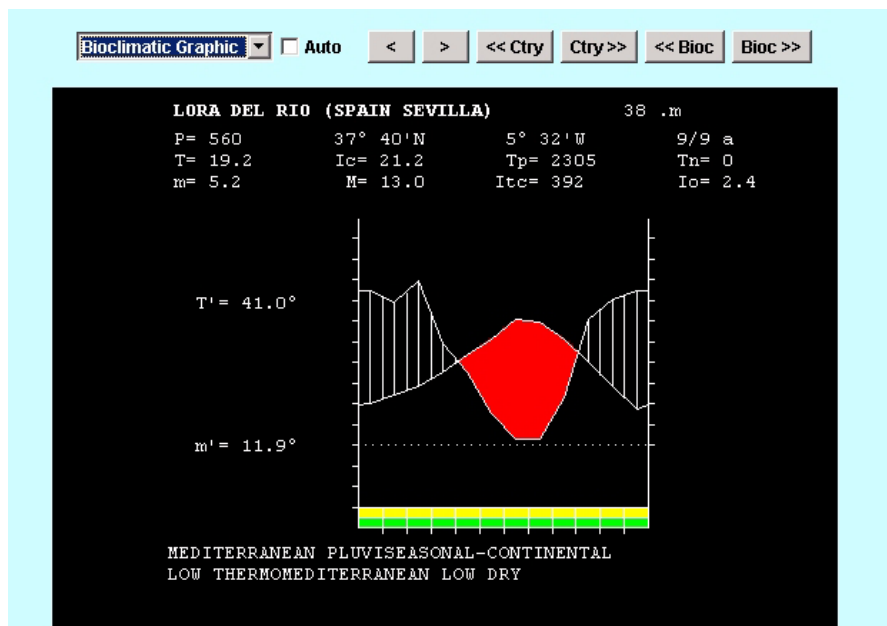 Bioclimatic Graphic Auto < > << Ctry Ctry >> << Bioc Bioc >>
LORA DEL RIO (SPAIN SEVILLA) 38 .m
P= 560 37° 40'N 5° 32'W 9/9 a
T= 19.2 Ic= 21.2 Tp= 2305 Tn= 0
m= 5.2 M= 13.0 Itc= 392 Io= 2.4
T'= 41.0°
m'= 11.9°
MEDITERRANEAN PLUVISEASONAL-CONTINENTAL
LOW THERMOMEDITERRANEAN LOW DRY